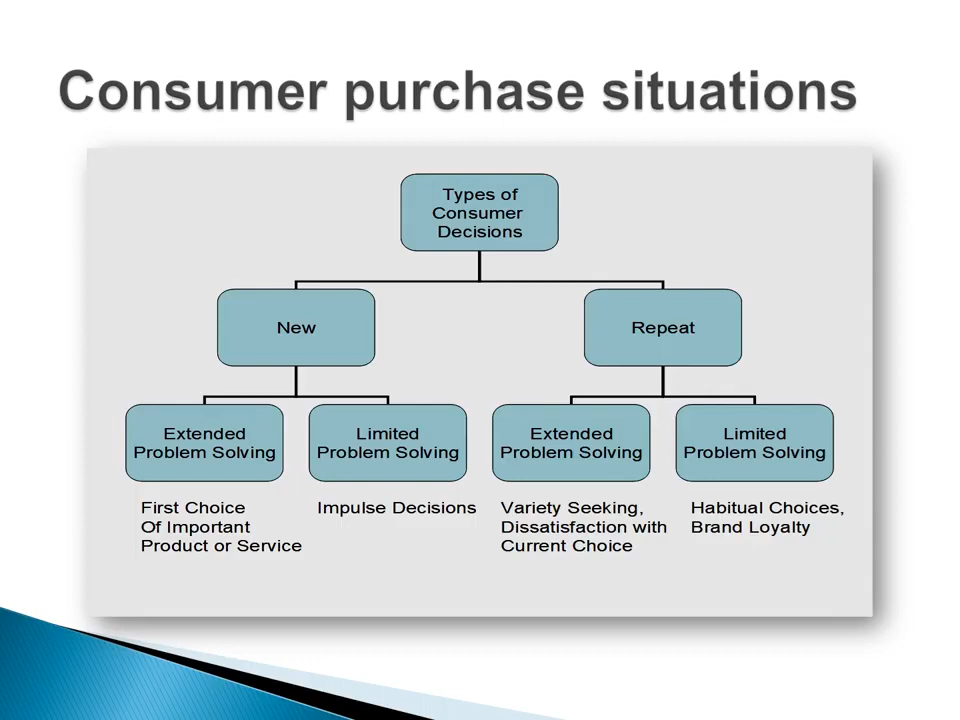 Consumer purchase situations
Types of
Consumer
Decisions
New
Repeat
Extended
Problem Solving
Limited
Problem Solving
Extended
Problem Solving
Limited
Problem Solving
First Choice
Of Important
Product or Service
Impulse Decisions
Variety Seeking,
Dissatisfaction with
Current Choice
Habitual Choices,
Brand Loyalty